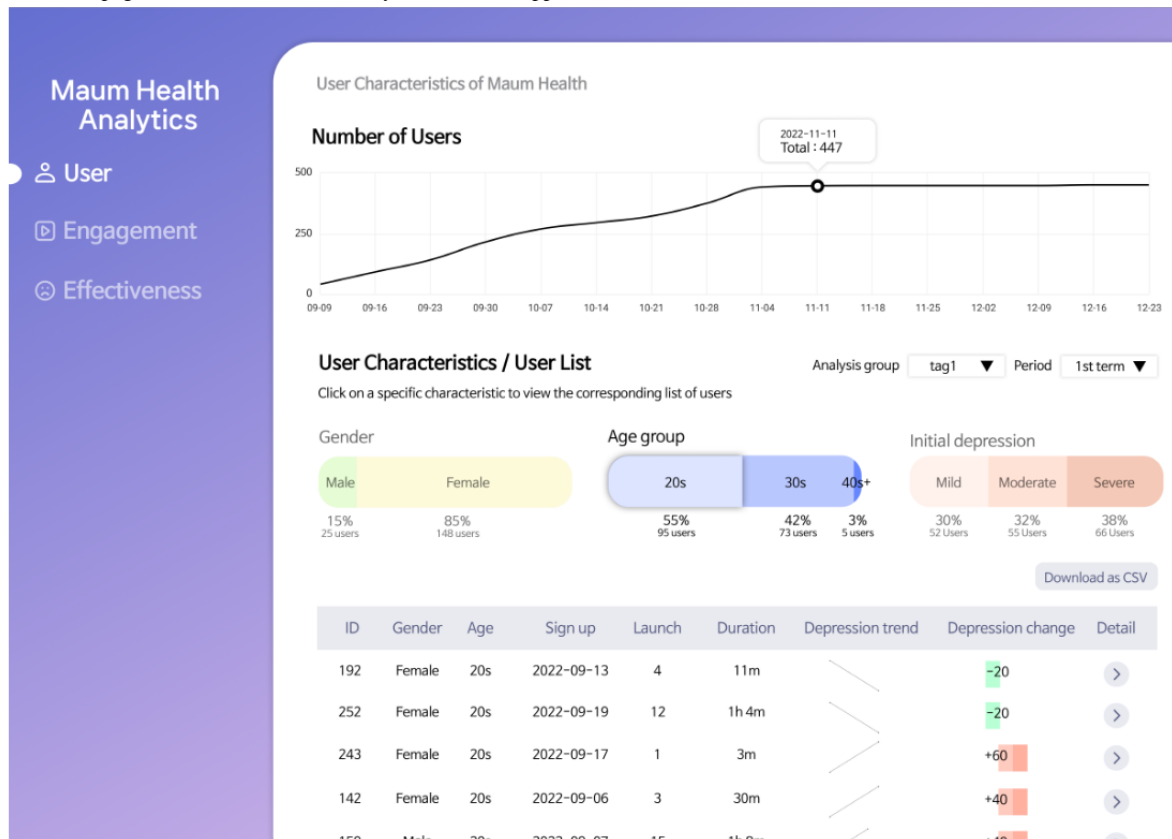 Maum Health
Analytics
User
Engagement
Effectiveness
User Characteristics of Maum Health
Number of Users
2022-11-11
Total : 447
500
250
0
09-09 09-16 09-23 09-30 10-07 10-14 10-21 10-28 11-04 11-11 11-18 11-25 12-02 12-09 12-16 12-23
User Characteristics / User List
Analysis group tag1 ▼ Period 1st term ▼
Click on a specific characteristic to view the corresponding list of users
Gender Age group Initial depression
Male Female 20s 30s 40s+ Mild Moderate Severe
15% 85% 55% 42% 3% 30% 32% 38%
25 users 148 users 95 users 73 users 5 users 52 Users 55 Users 66 Users
Download as CSV
ID Gender Age Sign up Launch Duration Depression trend Depression change Detail
192 Female 20s 2022-09-13 4 11m -20
252 Female 20s 2022-09-19 12 1h 4m -20
243 Female 20s 2022-09-17 1 3m +60
142 Female 20s 2022-09-06 3 30m +40